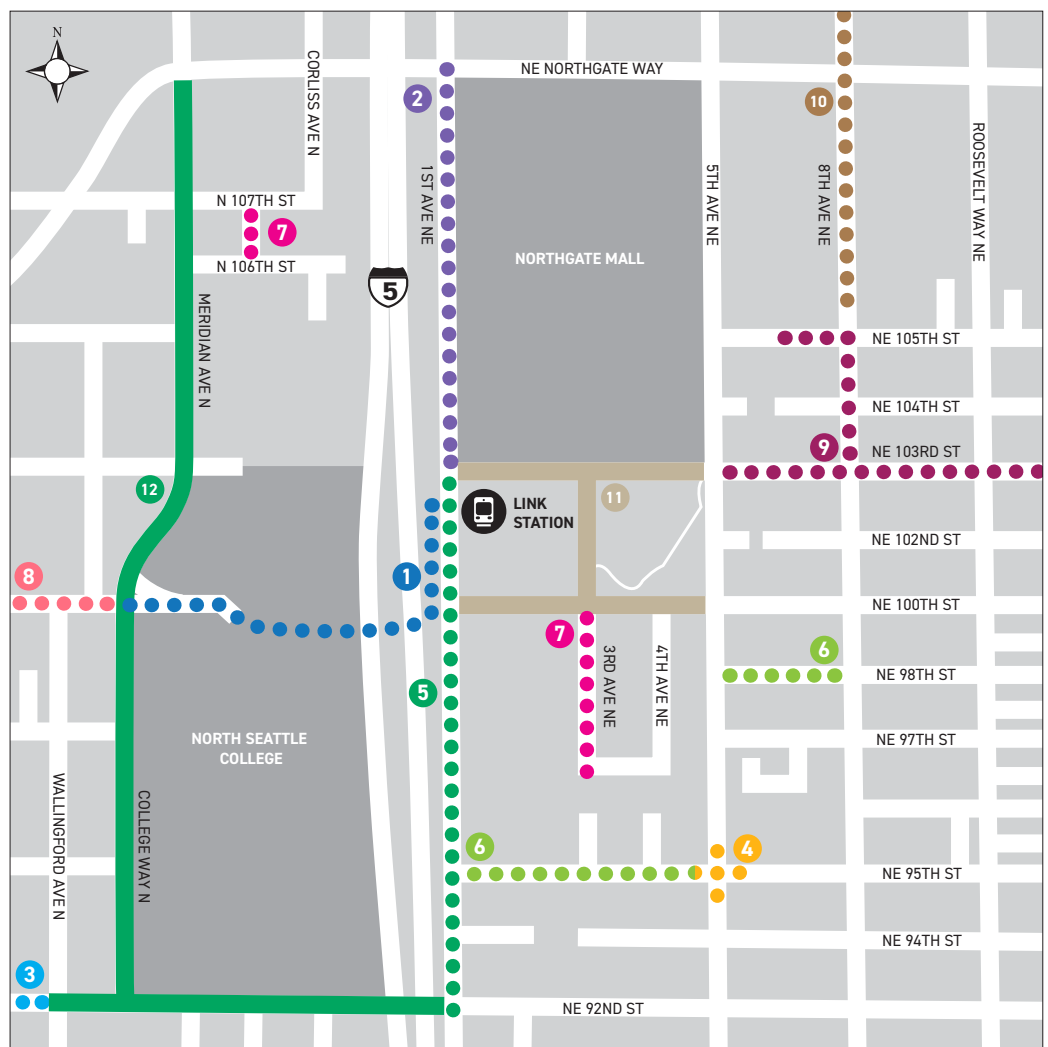 N
NE NORTHGATE WAY
CORLISS AVE N
2
10
1ST AVE NE
5TH AVE NE
8TH AVE NE
ROOSEVELT WAY NE
N 107TH ST
7
N 106TH ST
NORTHGATE MALL
5
MERIDIAN AVE N
NE 105TH ST
NE 104TH ST
9
NE 103RD ST
12
11
LINK
STATION
NE 102ND ST
8
1
NE 100TH ST
7
3RD AVE NE
4TH AVE NE
6
NE 98TH ST
5
NORTH SEATTLE
COLLEGE
NE 97TH ST
WALLINGFORD AVE N
COLLEGE WAY N
6
4
NE 95TH ST
NE 94TH ST
3
NE 92ND ST